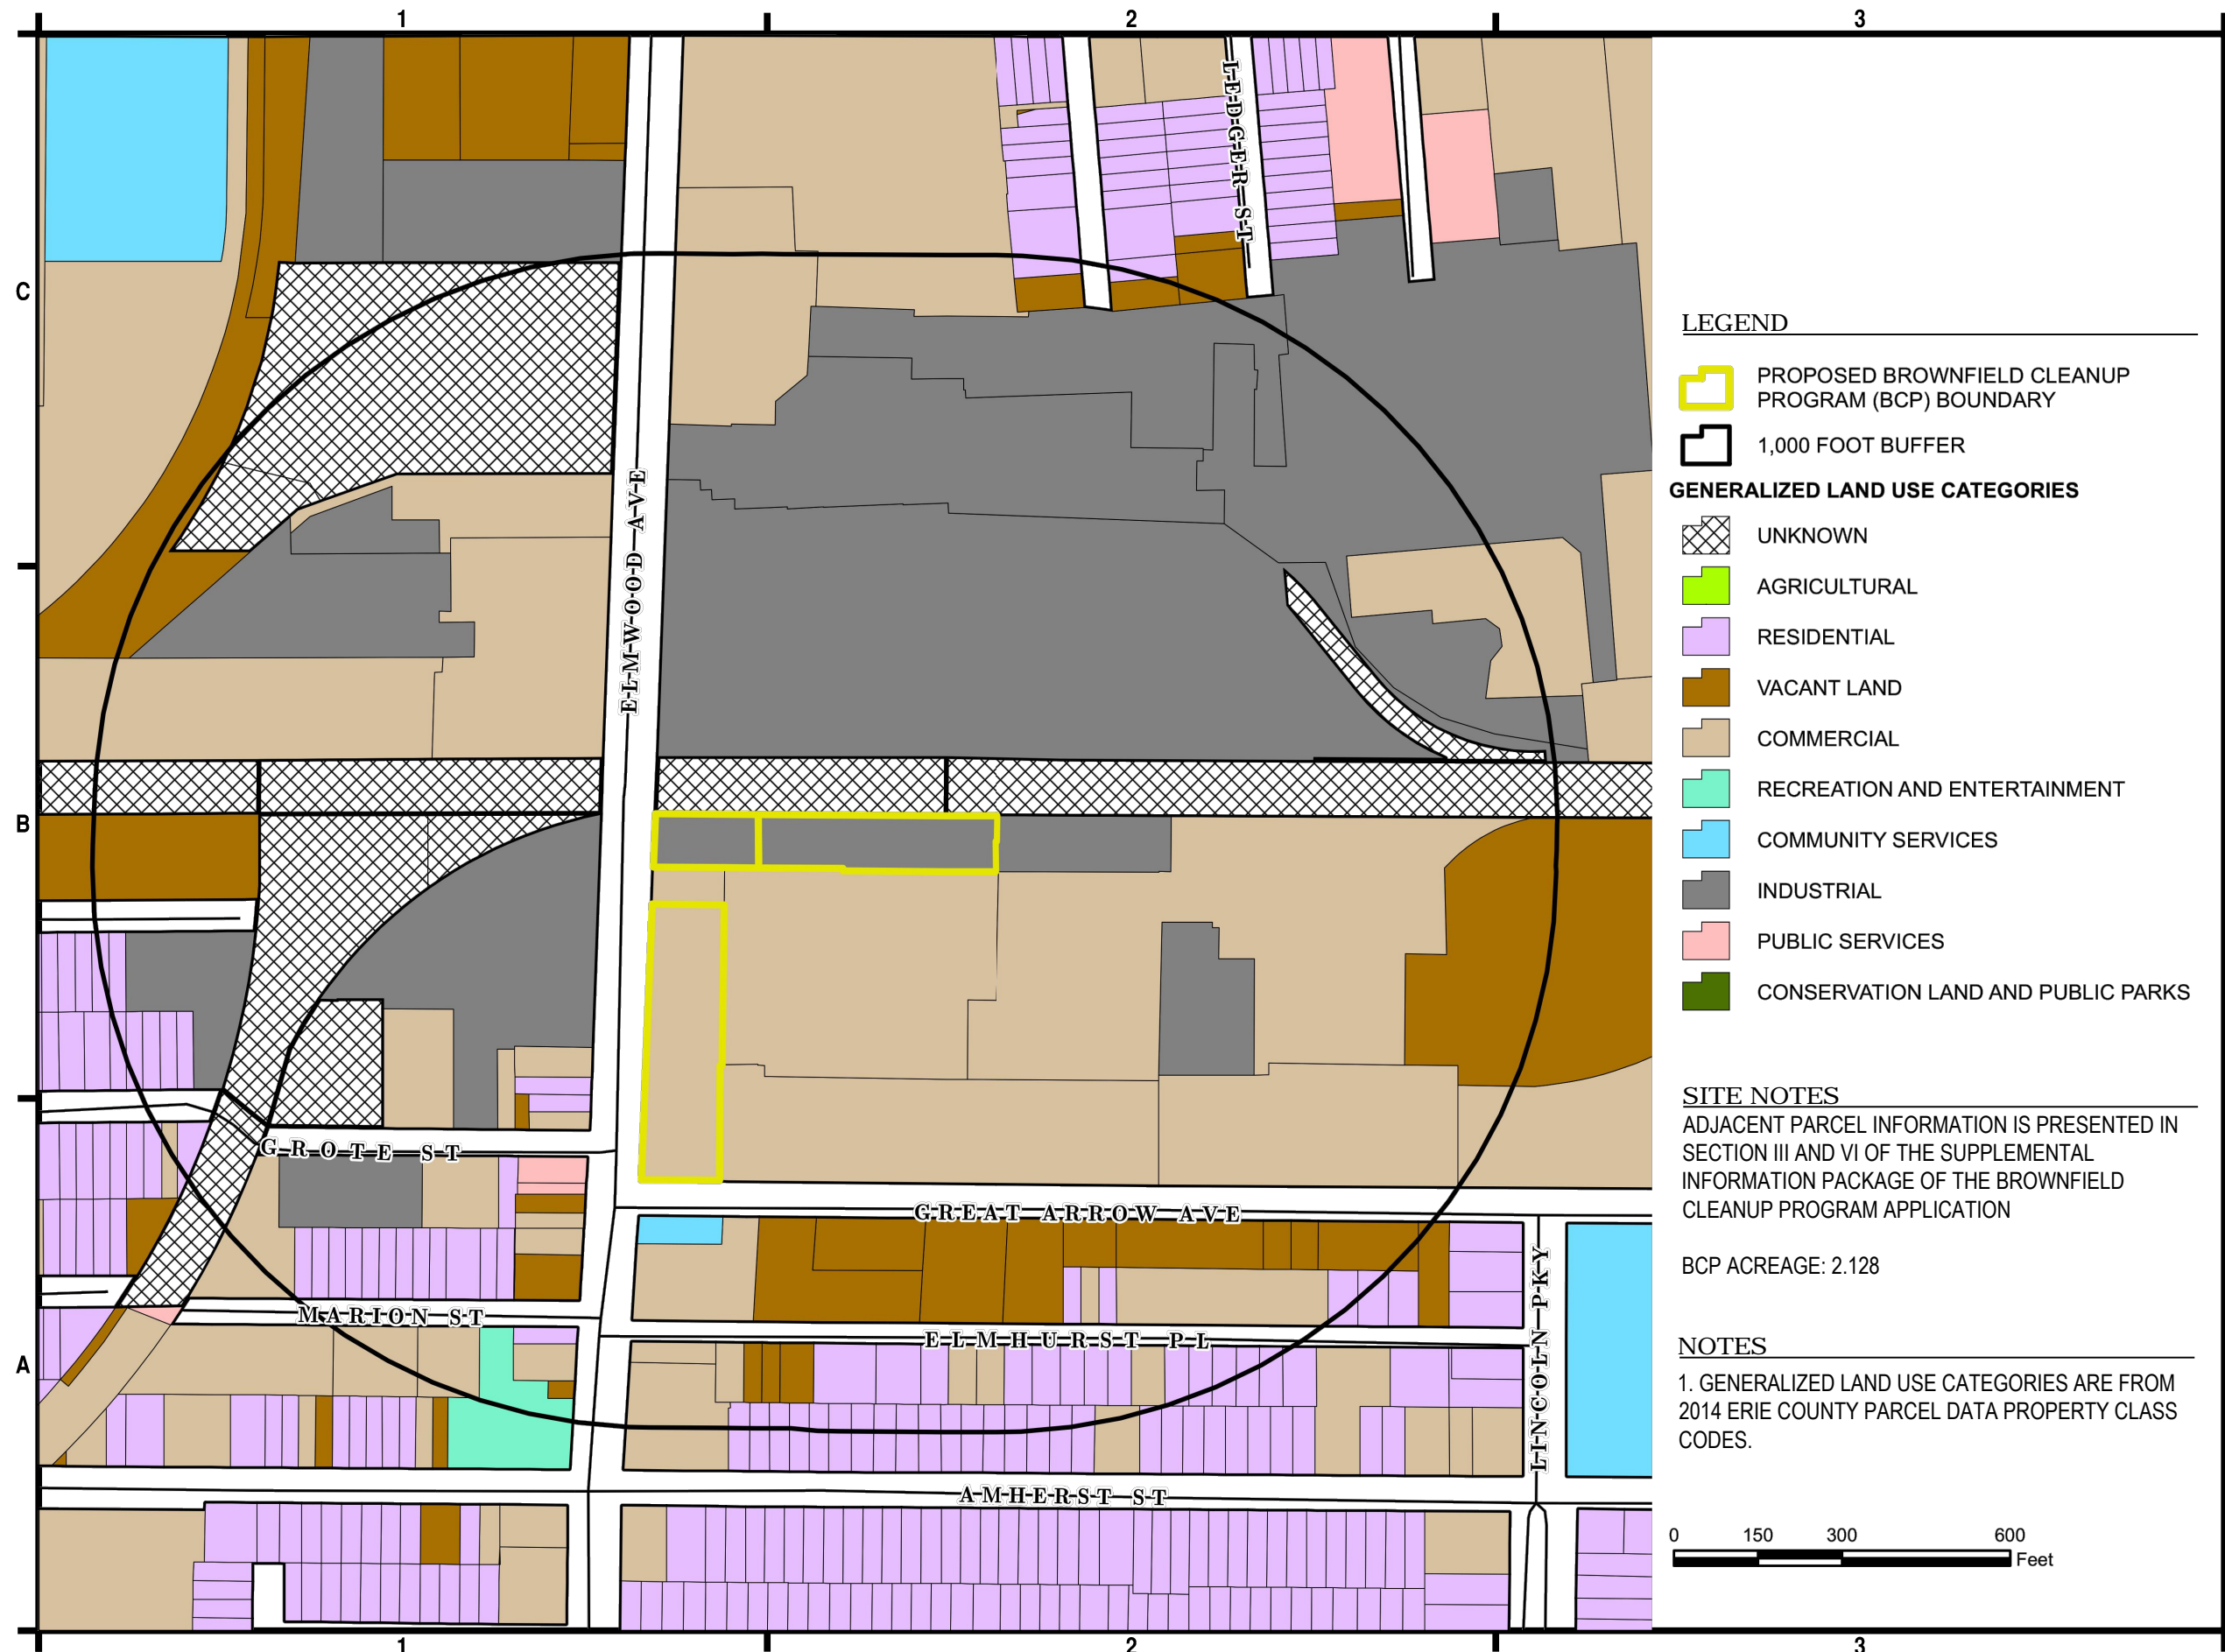 1 2 3
C
B
A
LEDGER ST
ELMWOOD AVE
GROTE ST
GREAT ARROW AVE
MARION ST
ELMHURST PL
LINCOLN PKY
AMHERST ST
LEGEND
PROPOSED BROWNFIELD CLEANUP
PROGRAM (BCP) BOUNDARY
1,000 FOOT BUFFER
GENERALIZED LAND USE CATEGORIES
UNKNOWN
AGRICULTURAL
RESIDENTIAL
VACANT LAND
COMMERCIAL
RECREATION AND ENTERTAINMENT
COMMUNITY SERVICES
INDUSTRIAL
PUBLIC SERVICES
CONSERVATION LAND AND PUBLIC PARKS
SITE NOTES
ADJACENT PARCEL INFORMATION IS PRESENTED IN
SECTION III AND VI OF THE SUPPLEMENTAL
INFORMATION PACKAGE OF THE BROWNFIELD
CLEANUP PROGRAM APPLICATION
BCP ACREAGE: 2.128
NOTES
1. GENERALIZED LAND USE CATEGORIES ARE FROM
2014 ERIE COUNTY PARCEL DATA PROPERTY CLASS
CODES.
0 150 300 600
Feet
1 2 3